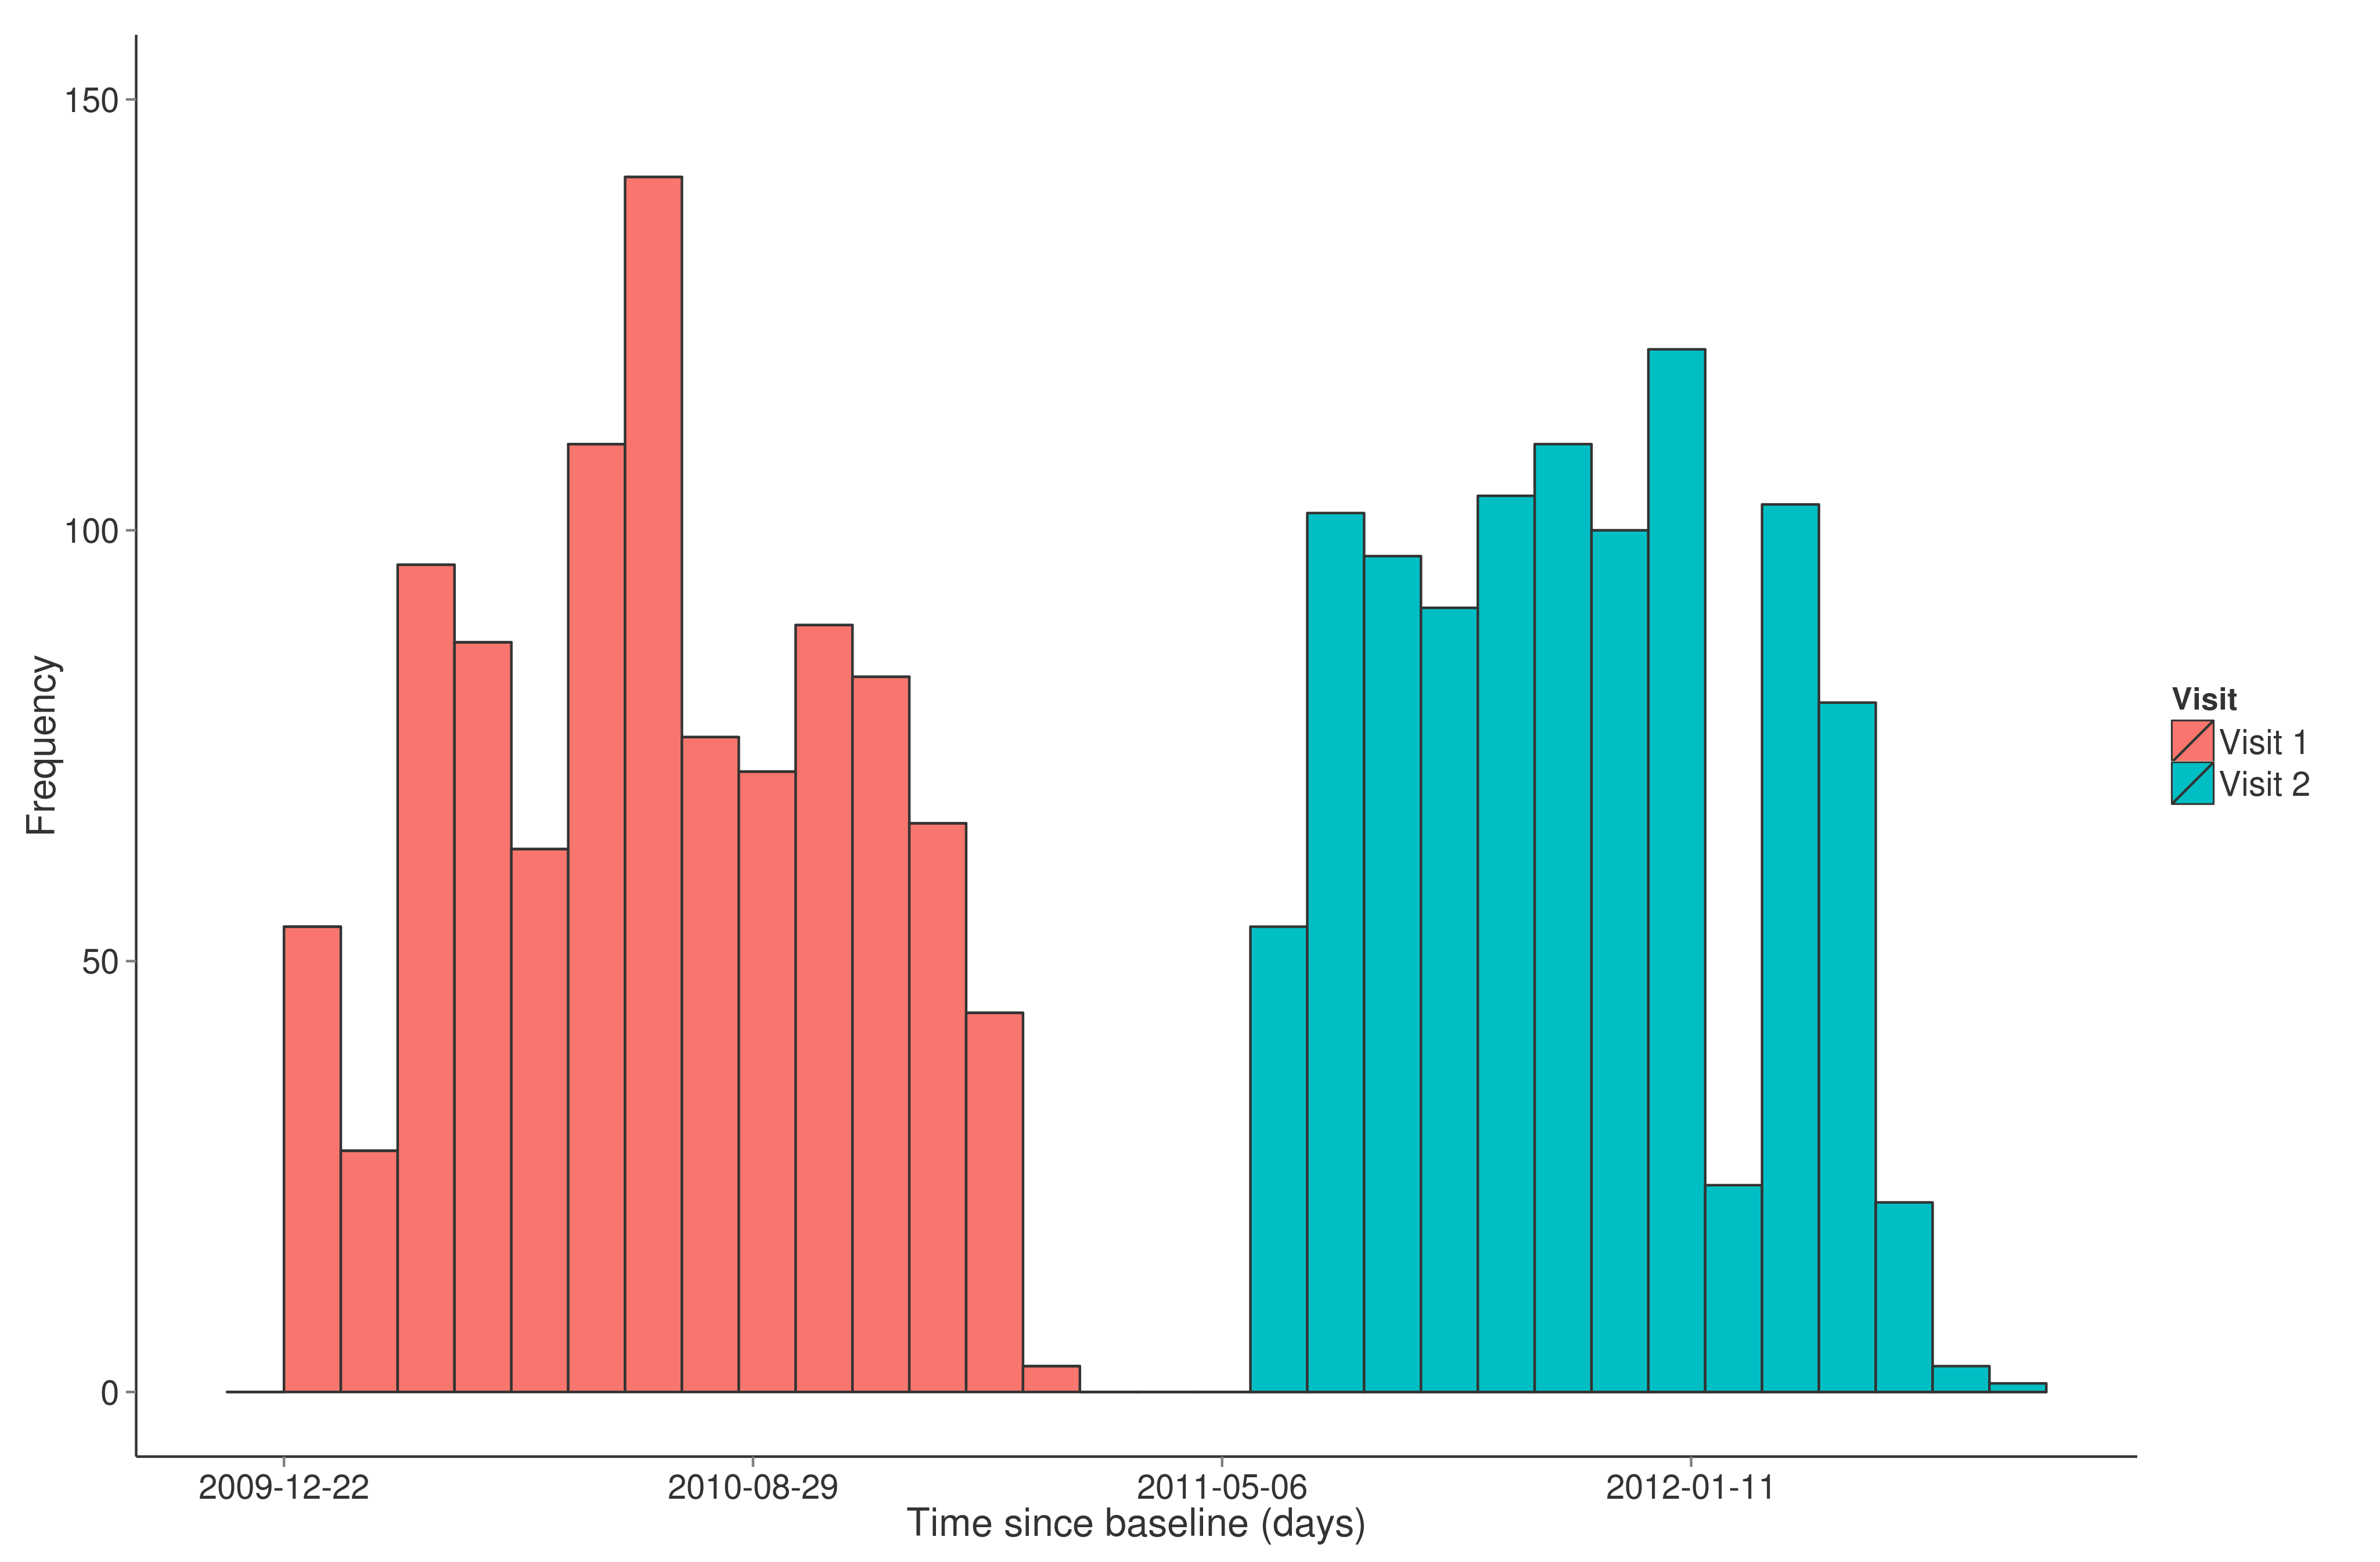 150
100
50
0
Frequency
2009-12-22
2010-08-29
2011-05-06
2012-01-11
Time since baseline (days)
Visit
Visit 1
Visit 2